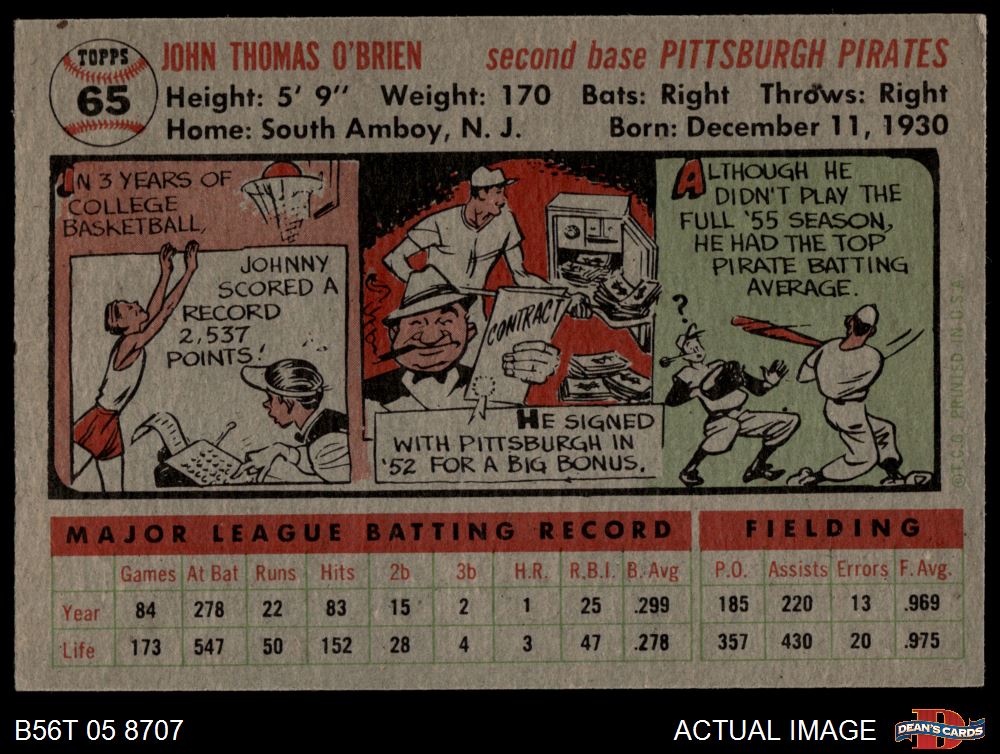 TOPPS
65
JOHN THOMAS O'BRIEN second base PITTSBURGH PIRATES
Height: 5' 9" Weight: 170 Bats: Right Throws: Right
Home: South Amboy, N. J. Born: December 11, 1930
IN 3 YEARS OF
COLLEGE
BASKETBALL,
JOHNNY
SCORED A
RECORD
2,537
POINTS!
CONTRACT
HE SIGNED
WITH PITTSBURGH IN
'52 FOR A BIG BONUS.
ALTHOUGH HE
DIDN'T PLAY THE
FULL '55 SEASON,
HE HAD THE TOP
PIRATE BATTING
AVERAGE.
?
©T.C.G. PRINTED IN U.S.A
MAJOR LEAGUE BATTING RECORD FIELDING
Games At Bat Runs Hits 2b 3b H.R. R.B.I. B. Avg P.O. Assists Errors F. Avg.
Year 84 278 22 83 15 2 1 25 .299 185 220 13 .969
Life 173 547 50 152 28 4 3 47 .278 357 430 20 .975
B56T 05 8707 ACTUAL IMAGE D DEAN'S CARDS